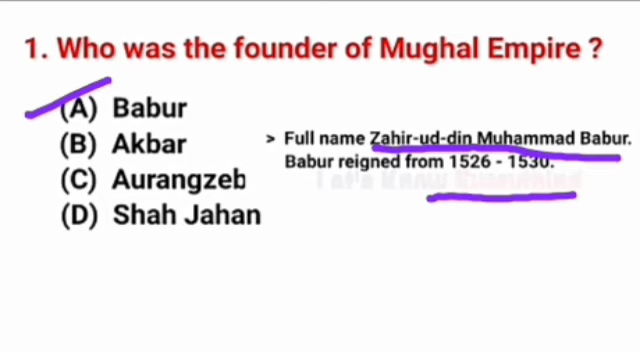 1. Who was the founder of Mughal Empire ?
(A) Babur
(B) Akbar
> Full name Zahir-ud-din Muhammad Babur.
Babur reigned from 1526 - 1530.
(C) Aurangzeb
(D) Shah Jahan